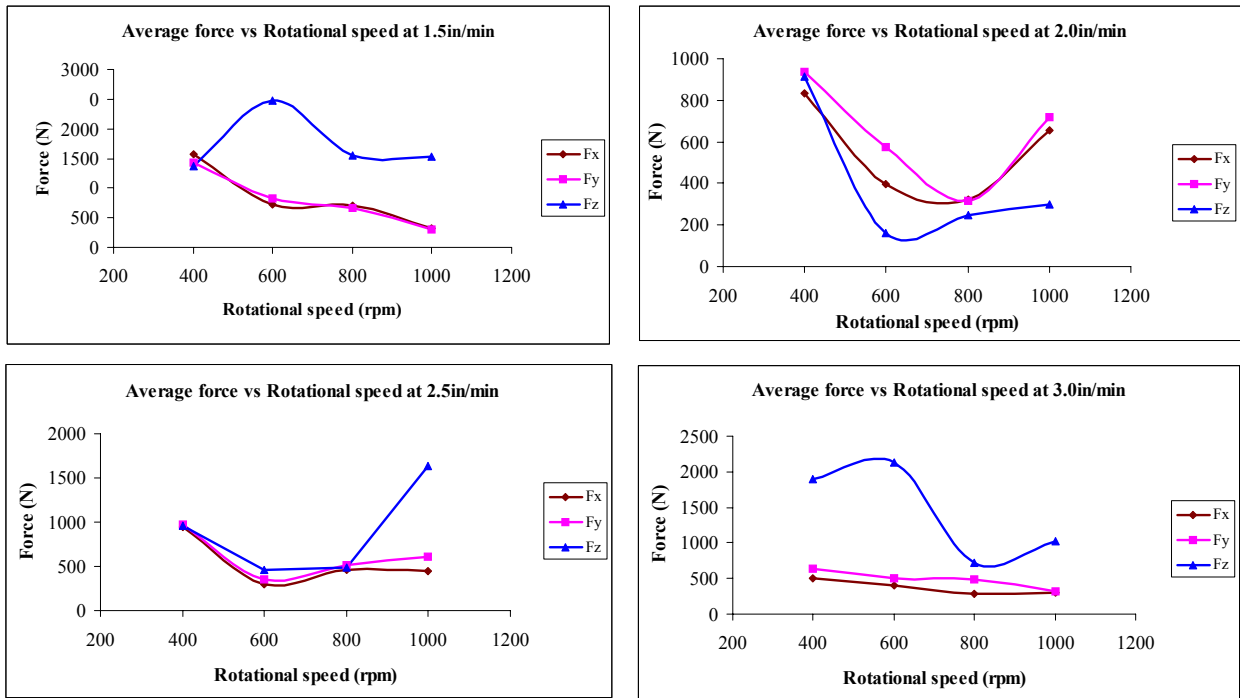 Average force vs Rotational speed at 1.5in/min
3000
0
2000
1500
0
500
0
Force (N)
200 400 600 800 1000 1200
Rotational speed (rpm)
Fx
Fy
Fz
Average force vs Rotational speed at 2.0in/min
1000
800
600
400
200
0
Force (N)
200 400 600 800 1000 1200
Rotational speed (rpm)
Fx
Fy
Fz
Average force vs Rotational speed at 2.5in/min
2000
1500
1000
500
0
Force (N)
200 400 600 800 1000 1200
Rotational speed (rpm)
Fx
Fy
Fz
Average force vs Rotational speed at 3.0in/min
2500
2000
1500
1000
500
0
Force (N)
200 400 600 800 1000 1200
Rotational speed (rpm)
Fx
Fy
Fz